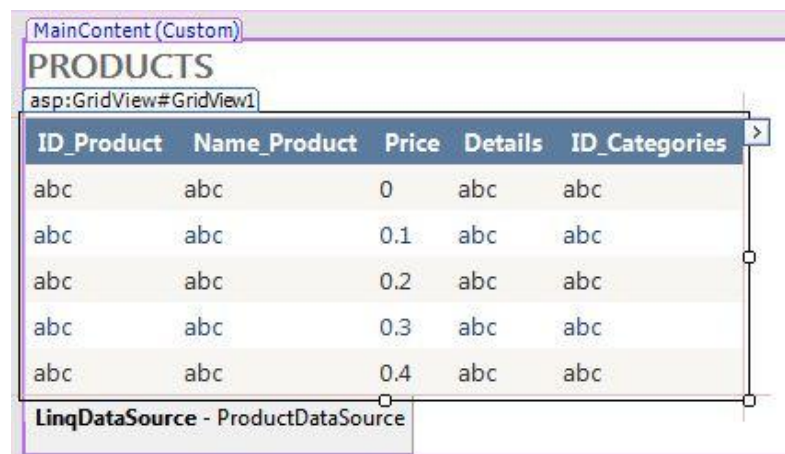 MainContent (Custom)
PRODUCTS
asp:GridView#GridView1
ID_Product Name_Product Price Details ID_Categories
abc abc 0 abc abc
abc abc 0.1 abc abc
abc abc 0.2 abc abc
abc abc 0.3 abc abc
abc abc 0.4 abc abc
LinqDataSource - ProductDataSource